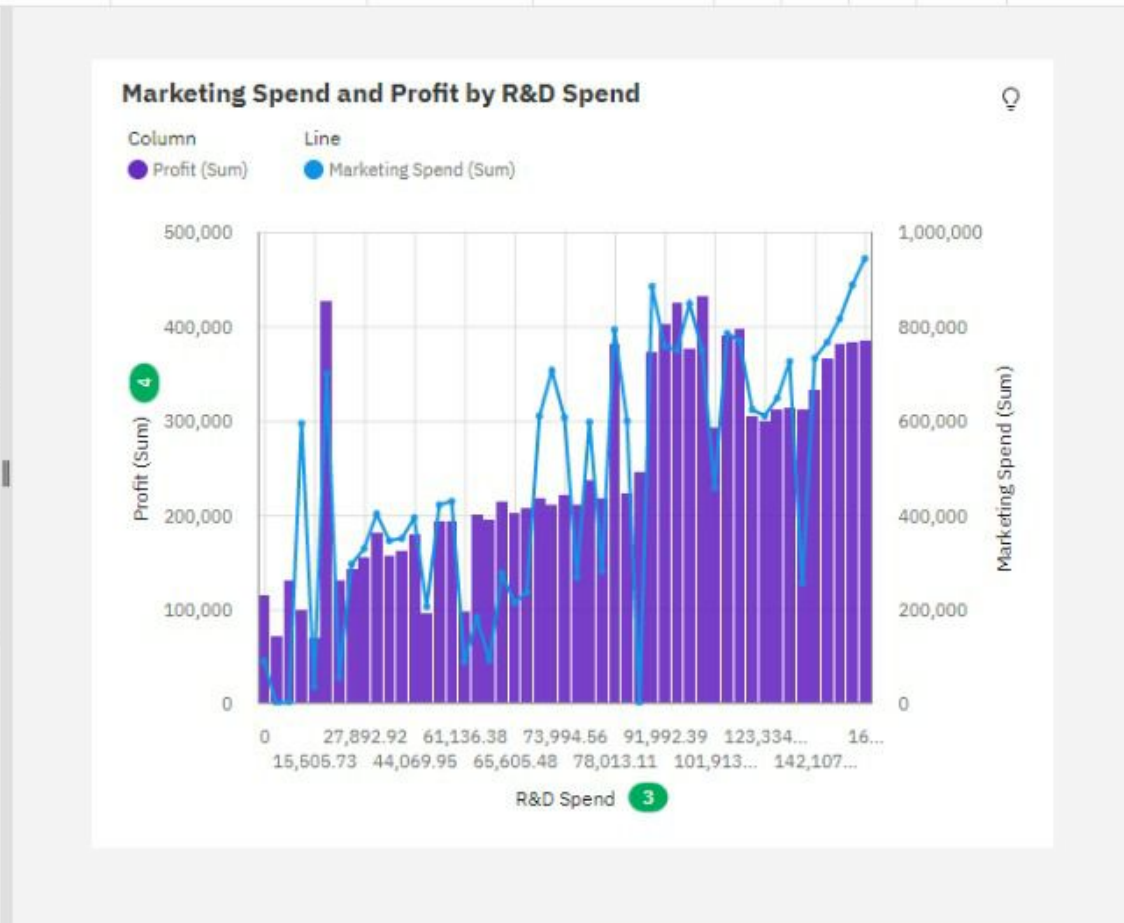 Marketing Spend and Profit by R&D Spend
Column Line
Profit (Sum) Marketing Spend (Sum)
500,000 1,000,000
400,000 800,000
300,000 600,000
200,000 400,000
100,000 200,000
0 0
Profit (Sum) 4
Marketing Spend (Sum)
0 27,892.92 61,136.38 73,994.56 91,992.39 123,334... 16...
15,505.73 44,069.95 65,605.48 78,013.11 101,913... 142,107...
R&D Spend 3